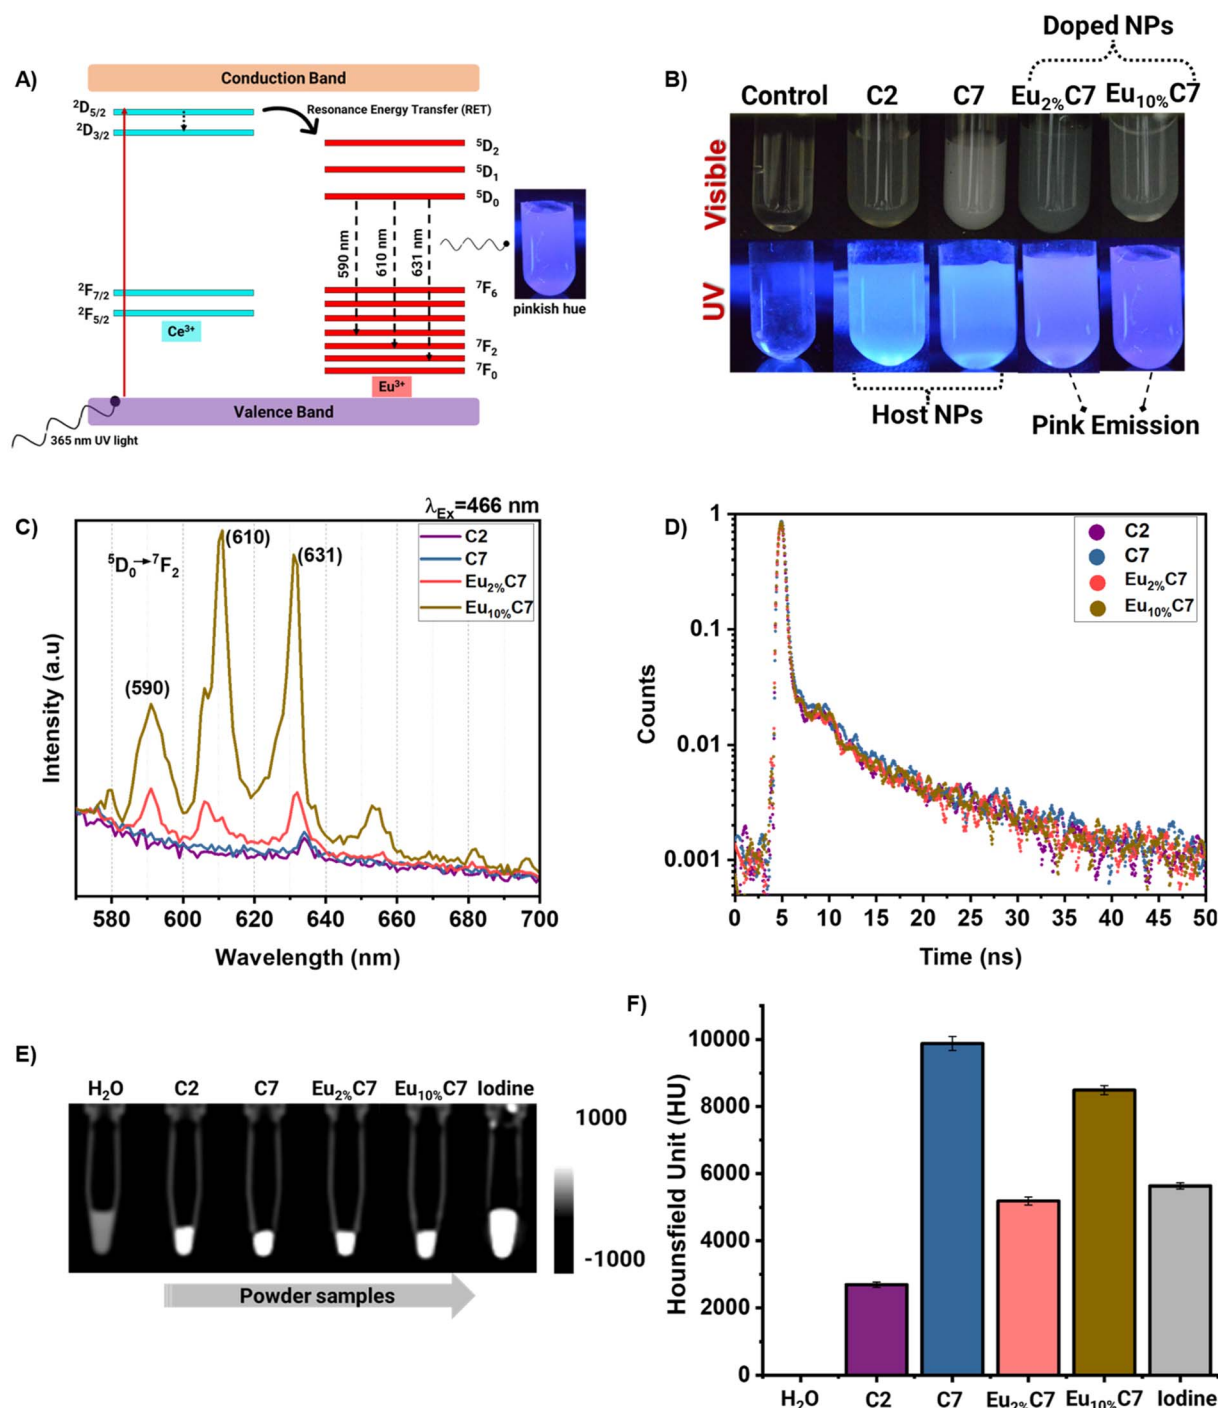 A)
Conduction Band
²D₅/₂
²D₃/₂
Resonance Energy Transfer (RET)
⁵D₂
⁵D₁
⁵D₀
590 nm
610 nm
631 nm
pinkish hue
²F₇/₂
²F₅/₂
Ce³⁺
⁷F₆
⁷F₂
⁷F₀
Eu³⁺
Valence Band
365 nm UV light
B)
Doped NPs
Control C2 C7 Eu₂%C7 Eu₁₀%C7
Visible
UV
Host NPs
Pink Emission
C)
λEx=466 nm
C2
C7
Eu₂%C7
Eu₁₀%C7
⁵D₀→⁷F₂
(590)
(610)
(631)
Intensity (a.u)
580 600 620 640 660 680 700
Wavelength (nm)
D)
C2
C7
Eu₂%C7
Eu₁₀%C7
1
0.1
0.01
0.001
Counts
0 5 10 15 20 25 30 35 40 45 50
Time (ns)
E)
H₂O C2 C7 Eu₂%C7 Eu₁₀%C7 Iodine
1000
-1000
Powder samples
F)
10000
8000
6000
4000
2000
0
Hounsfield Unit (HU)
H₂O C2 C7 Eu₂%C7 Eu₁₀%C7 Iodine